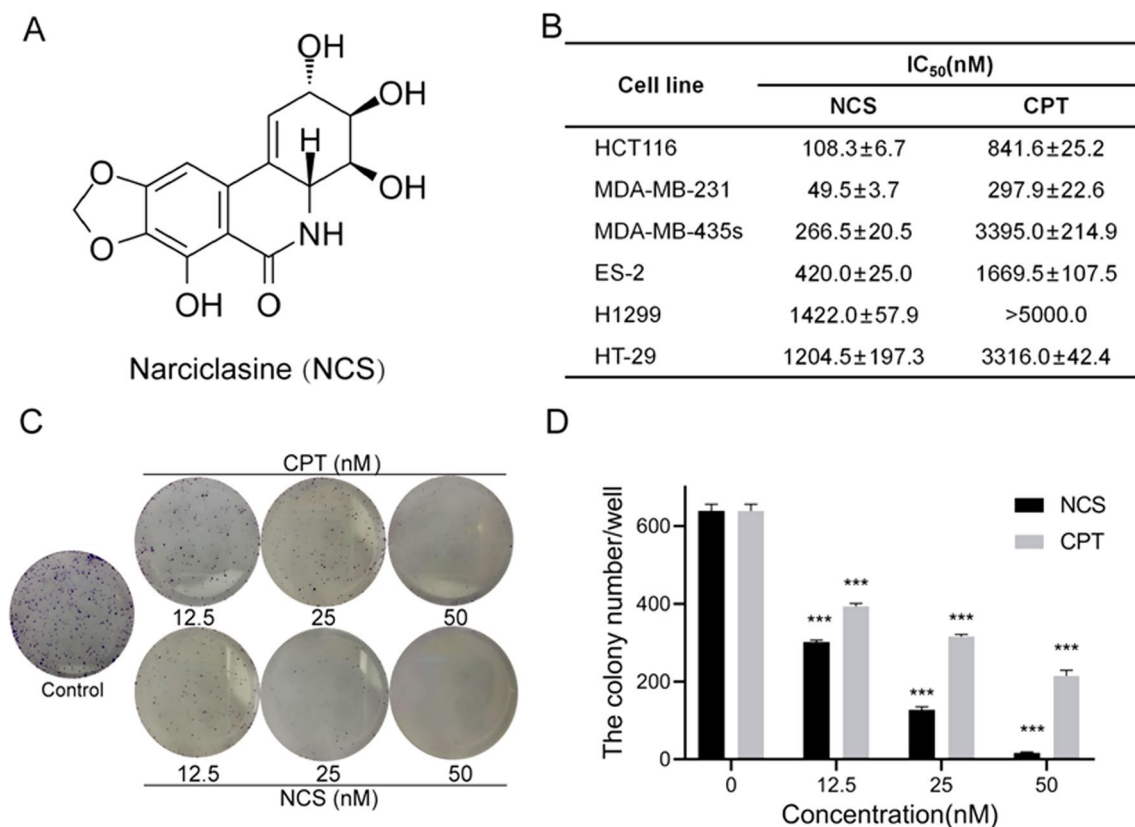 A
OH
OH
H
OH
O
O
NH
OH
O
Narciclasine (NCS)
B
Cell line
IC₅₀(nM)
NCS
CPT
HCT116 108.3±6.7 841.6±25.2
MDA-MB-231 49.5±3.7 297.9±22.6
MDA-MB-435s 266.5±20.5 3395.0±214.9
ES-2 420.0±25.0 1669.5±107.5
H1299 1422.0±57.9 >5000.0
HT-29 1204.5±197.3 3316.0±42.4
C
CPT (nM)
12.5 25 50
Control
12.5 25 50
NCS (nM)
D
The colony number/well
600
400
200
0
NCS
CPT
***
***
***
***
***
***
0 12.5 25 50
Concentration(nM)